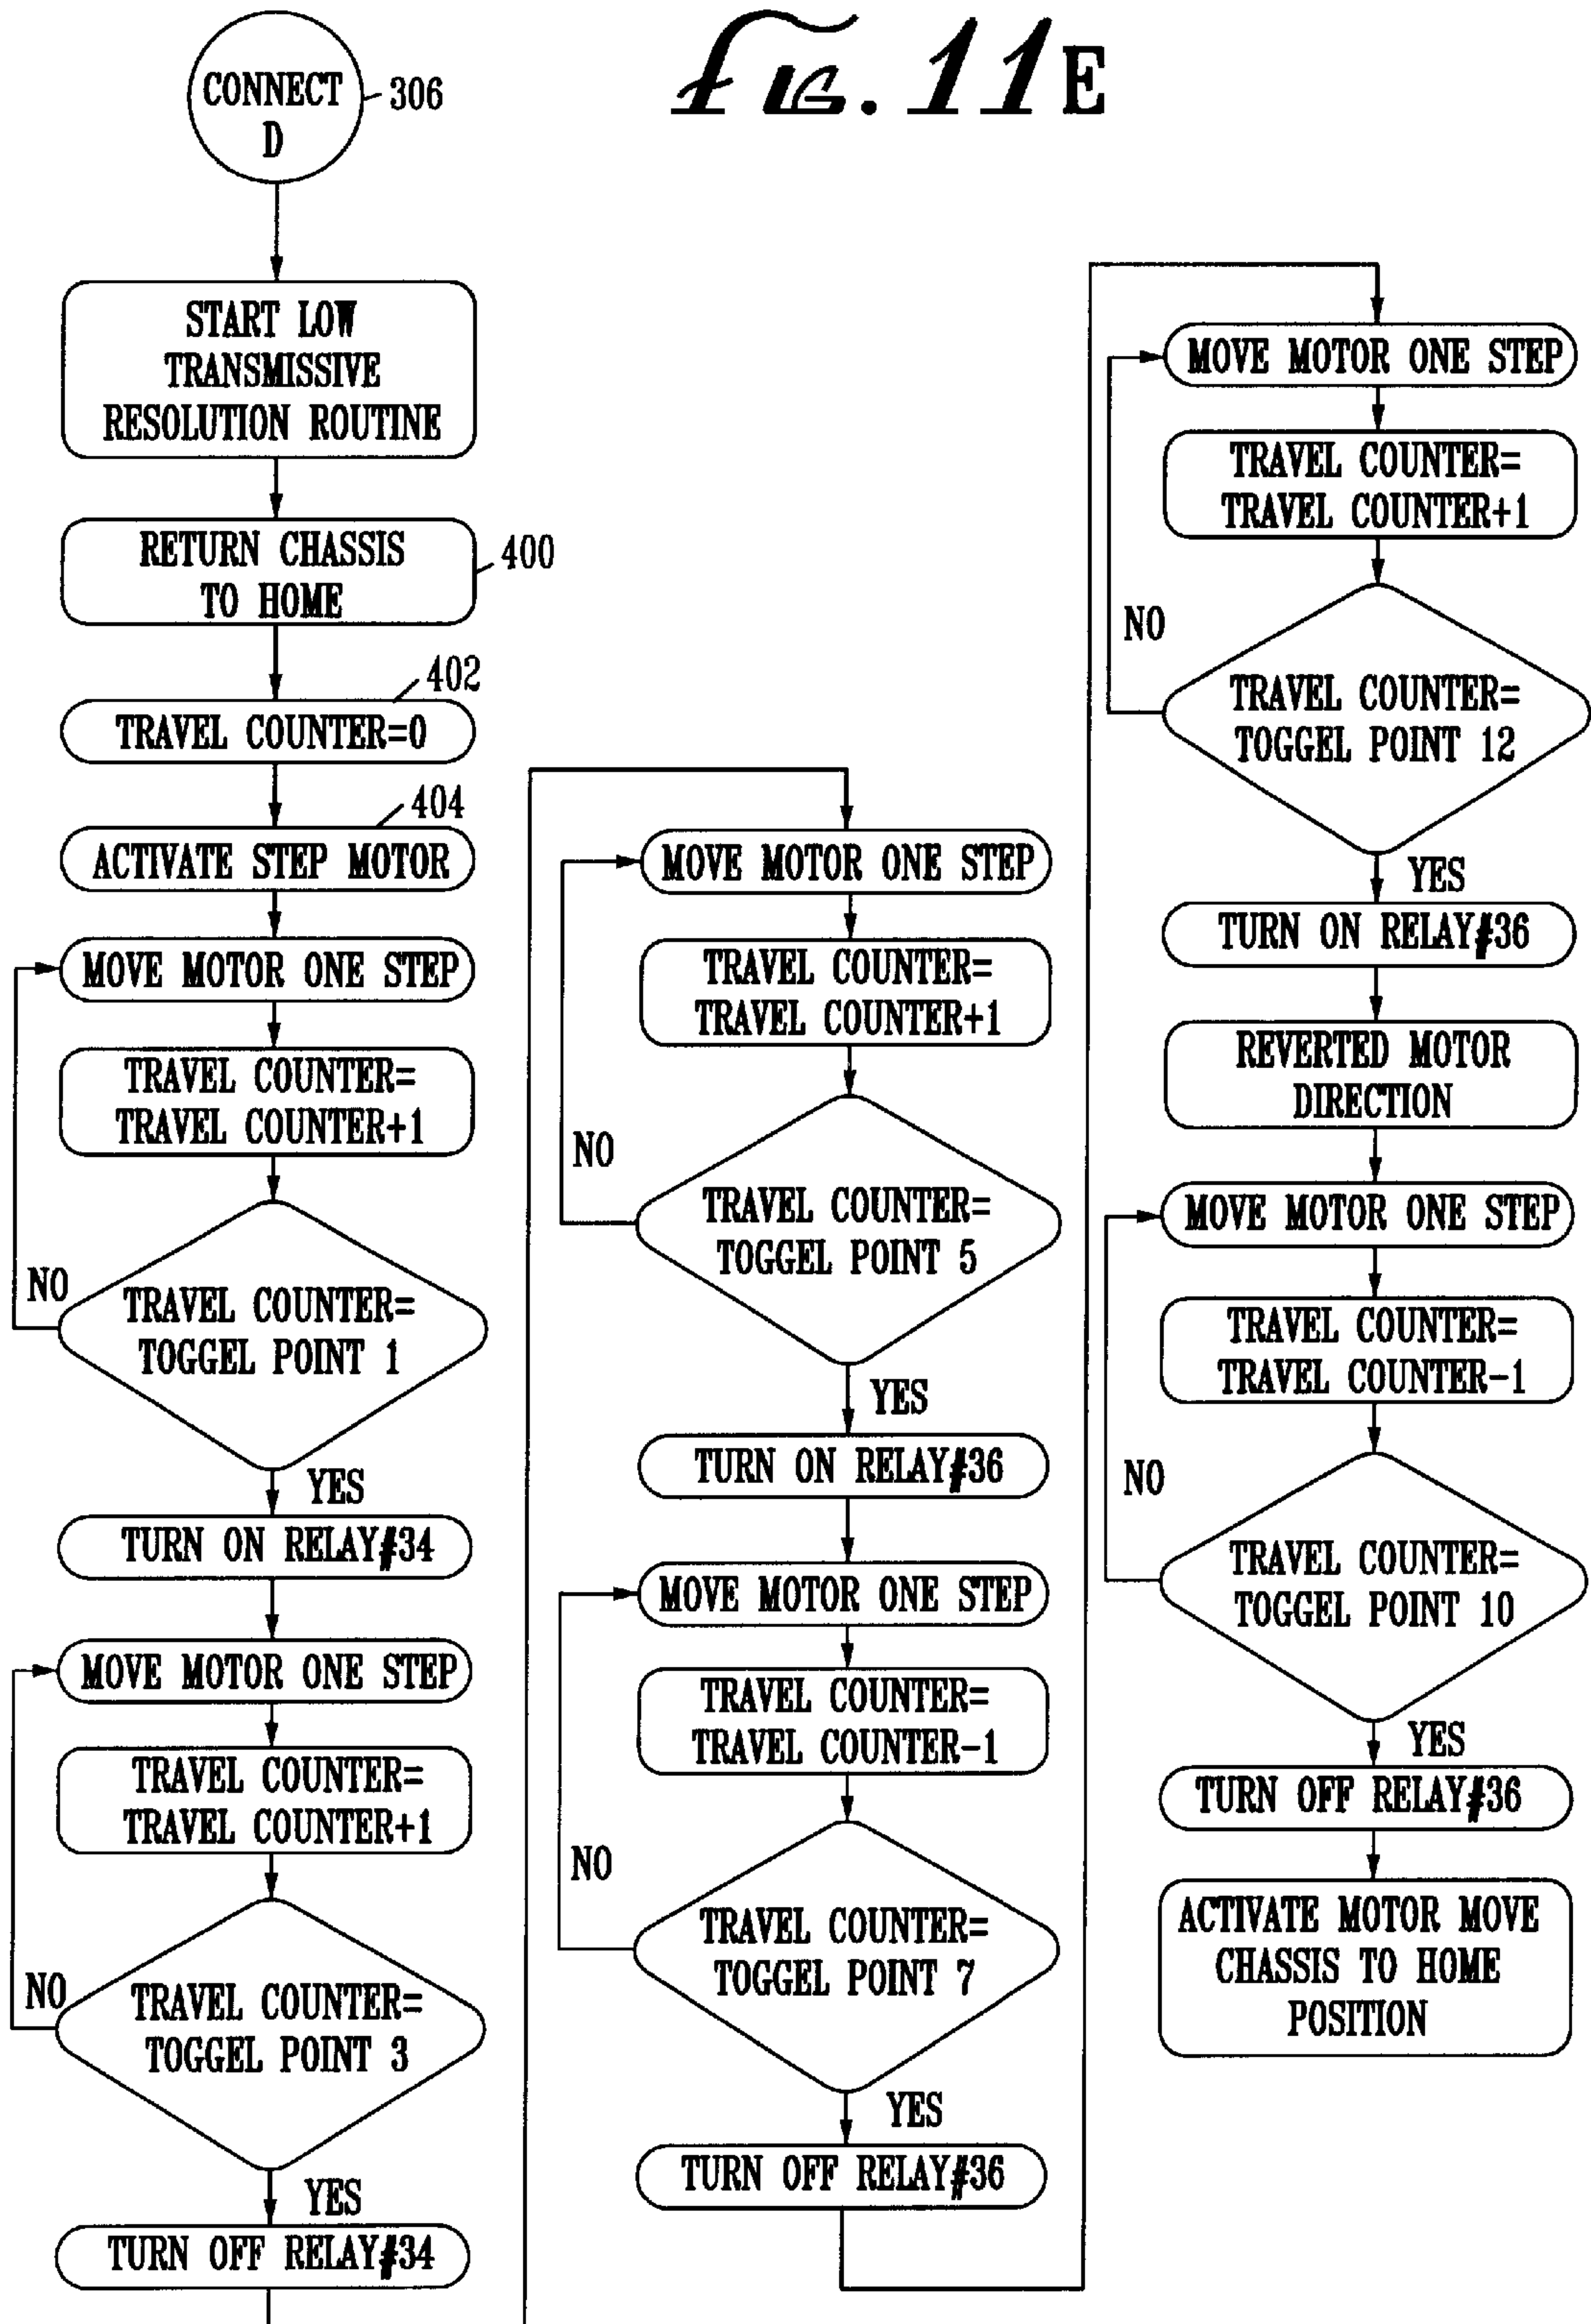 FIG. 11E
CONNECT
D
306
START LOW
TRANSMISSIVE
RESOLUTION ROUTINE
RETURN CHASSIS
TO HOME
400
402
TRAVEL COUNTER=0
404
ACTIVATE STEP MOTOR
MOVE MOTOR ONE STEP
TRAVEL COUNTER=
TRAVEL COUNTER+1
NO
TRAVEL COUNTER=
TOGGEL POINT 1
YES
TURN ON RELAY#34
MOVE MOTOR ONE STEP
TRAVEL COUNTER=
TRAVEL COUNTER+1
NO
TRAVEL COUNTER=
TOGGEL POINT 3
YES
TURN OFF RELAY#34
MOVE MOTOR ONE STEP
TRAVEL COUNTER=
TRAVEL COUNTER+1
NO
TRAVEL COUNTER=
TOGGEL POINT 5
YES
TURN ON RELAY#36
MOVE MOTOR ONE STEP
TRAVEL COUNTER=
TRAVEL COUNTER-1
NO
TRAVEL COUNTER=
TOGGEL POINT 7
YES
TURN OFF RELAY#36
MOVE MOTOR ONE STEP
TRAVEL COUNTER=
TRAVEL COUNTER+1
NO
TRAVEL COUNTER=
TOGGEL POINT 12
YES
TURN ON RELAY#36
REVERTED MOTOR
DIRECTION
MOVE MOTOR ONE STEP
TRAVEL COUNTER=
TRAVEL COUNTER-1
NO
TRAVEL COUNTER=
TOGGEL POINT 10
YES
TURN OFF RELAY#36
ACTIVATE MOTOR MOVE
CHASSIS TO HOME
POSITION